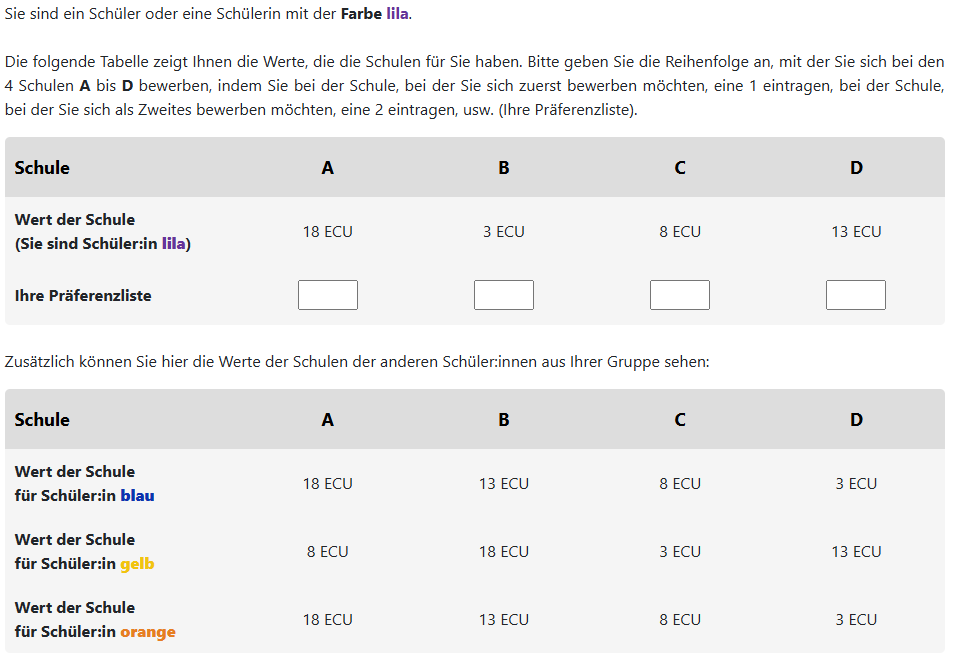 Sie sind ein Schüler oder eine Schülerin mit der Farbe lila.
Die folgende Tabelle zeigt Ihnen die Werte, die die Schulen für Sie haben. Bitte geben Sie die Reihenfolge an, mit der Sie sich bei den
4 Schulen A bis D bewerben, indem Sie bei der Schule, bei der Sie sich zuerst bewerben möchten, eine 1 eintragen, bei der Schule,
bei der Sie sich als Zweites bewerben möchten, eine 2 eintragen, usw. (Ihre Präferenzliste).
Schule A B C D
Wert der Schule
(Sie sind Schüler:in lila) 18 ECU 3 ECU 8 ECU 13 ECU
Ihre Präferenzliste
Zusätzlich können Sie hier die Werte der Schulen der anderen Schüler:innen aus Ihrer Gruppe sehen:
Schule A B C D
Wert der Schule
für Schüler:in blau 18 ECU 13 ECU 8 ECU 3 ECU
Wert der Schule
für Schüler:in gelb 8 ECU 18 ECU 3 ECU 13 ECU
Wert der Schule
für Schüler:in orange 18 ECU 13 ECU 8 ECU 3 ECU